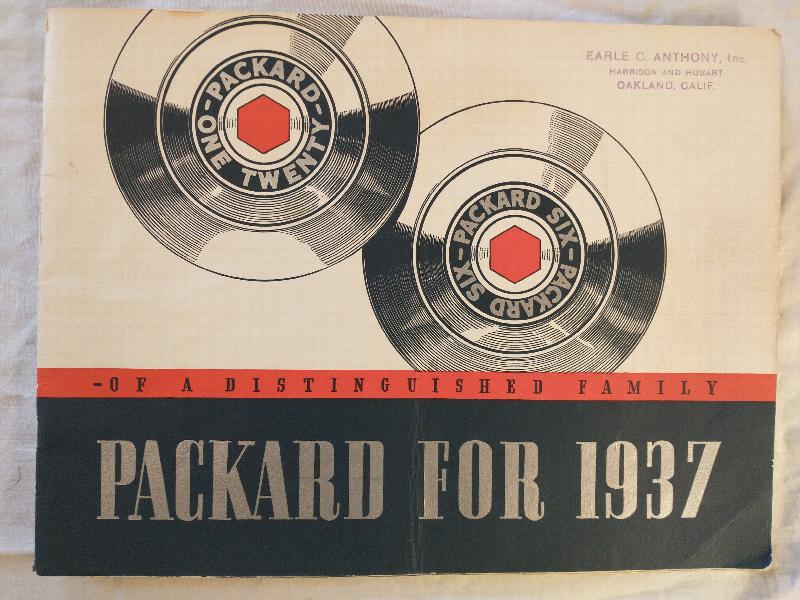 EARLE C. ANTHONY, Inc.
HARRISON AND HOBART
OAKLAND, CALIF.
-PACKARD-
ONE TWENTY
-PACKARD SIX-
PACKARD SIX
-OF A DISTINGUISHED FAMILY
PACKARD FOR 1937